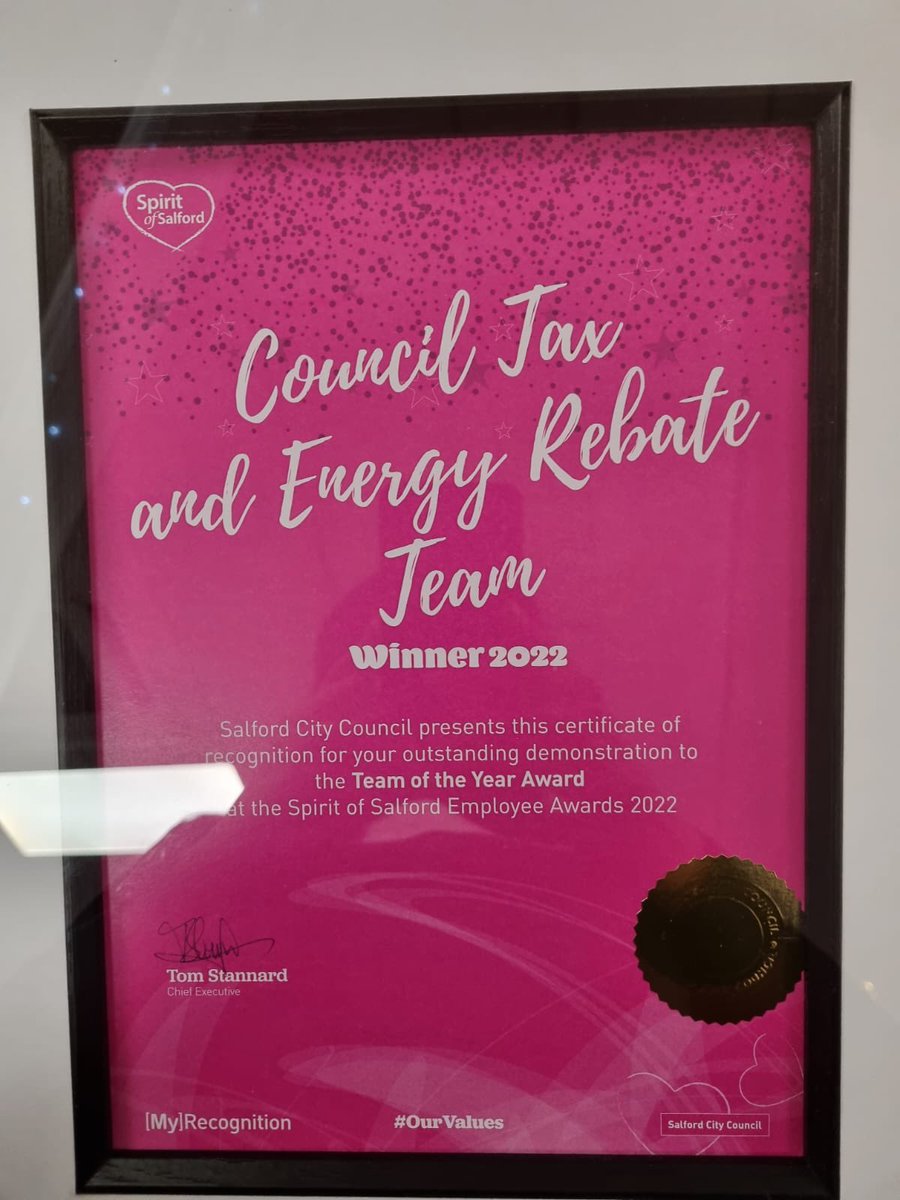 Spirit
of Salford
Council Tax
and Energy Rebate
Team
Winner 2022
Salford City Council presents this certificate of
recognition for your outstanding demonstration to
the Team of the Year Award
at the Spirit of Salford Employee Awards 2022
COUNCIL
COUNCIL
Tom Stannard
Chief Executive
[My]Recognition
#OurValues
Salford City Council